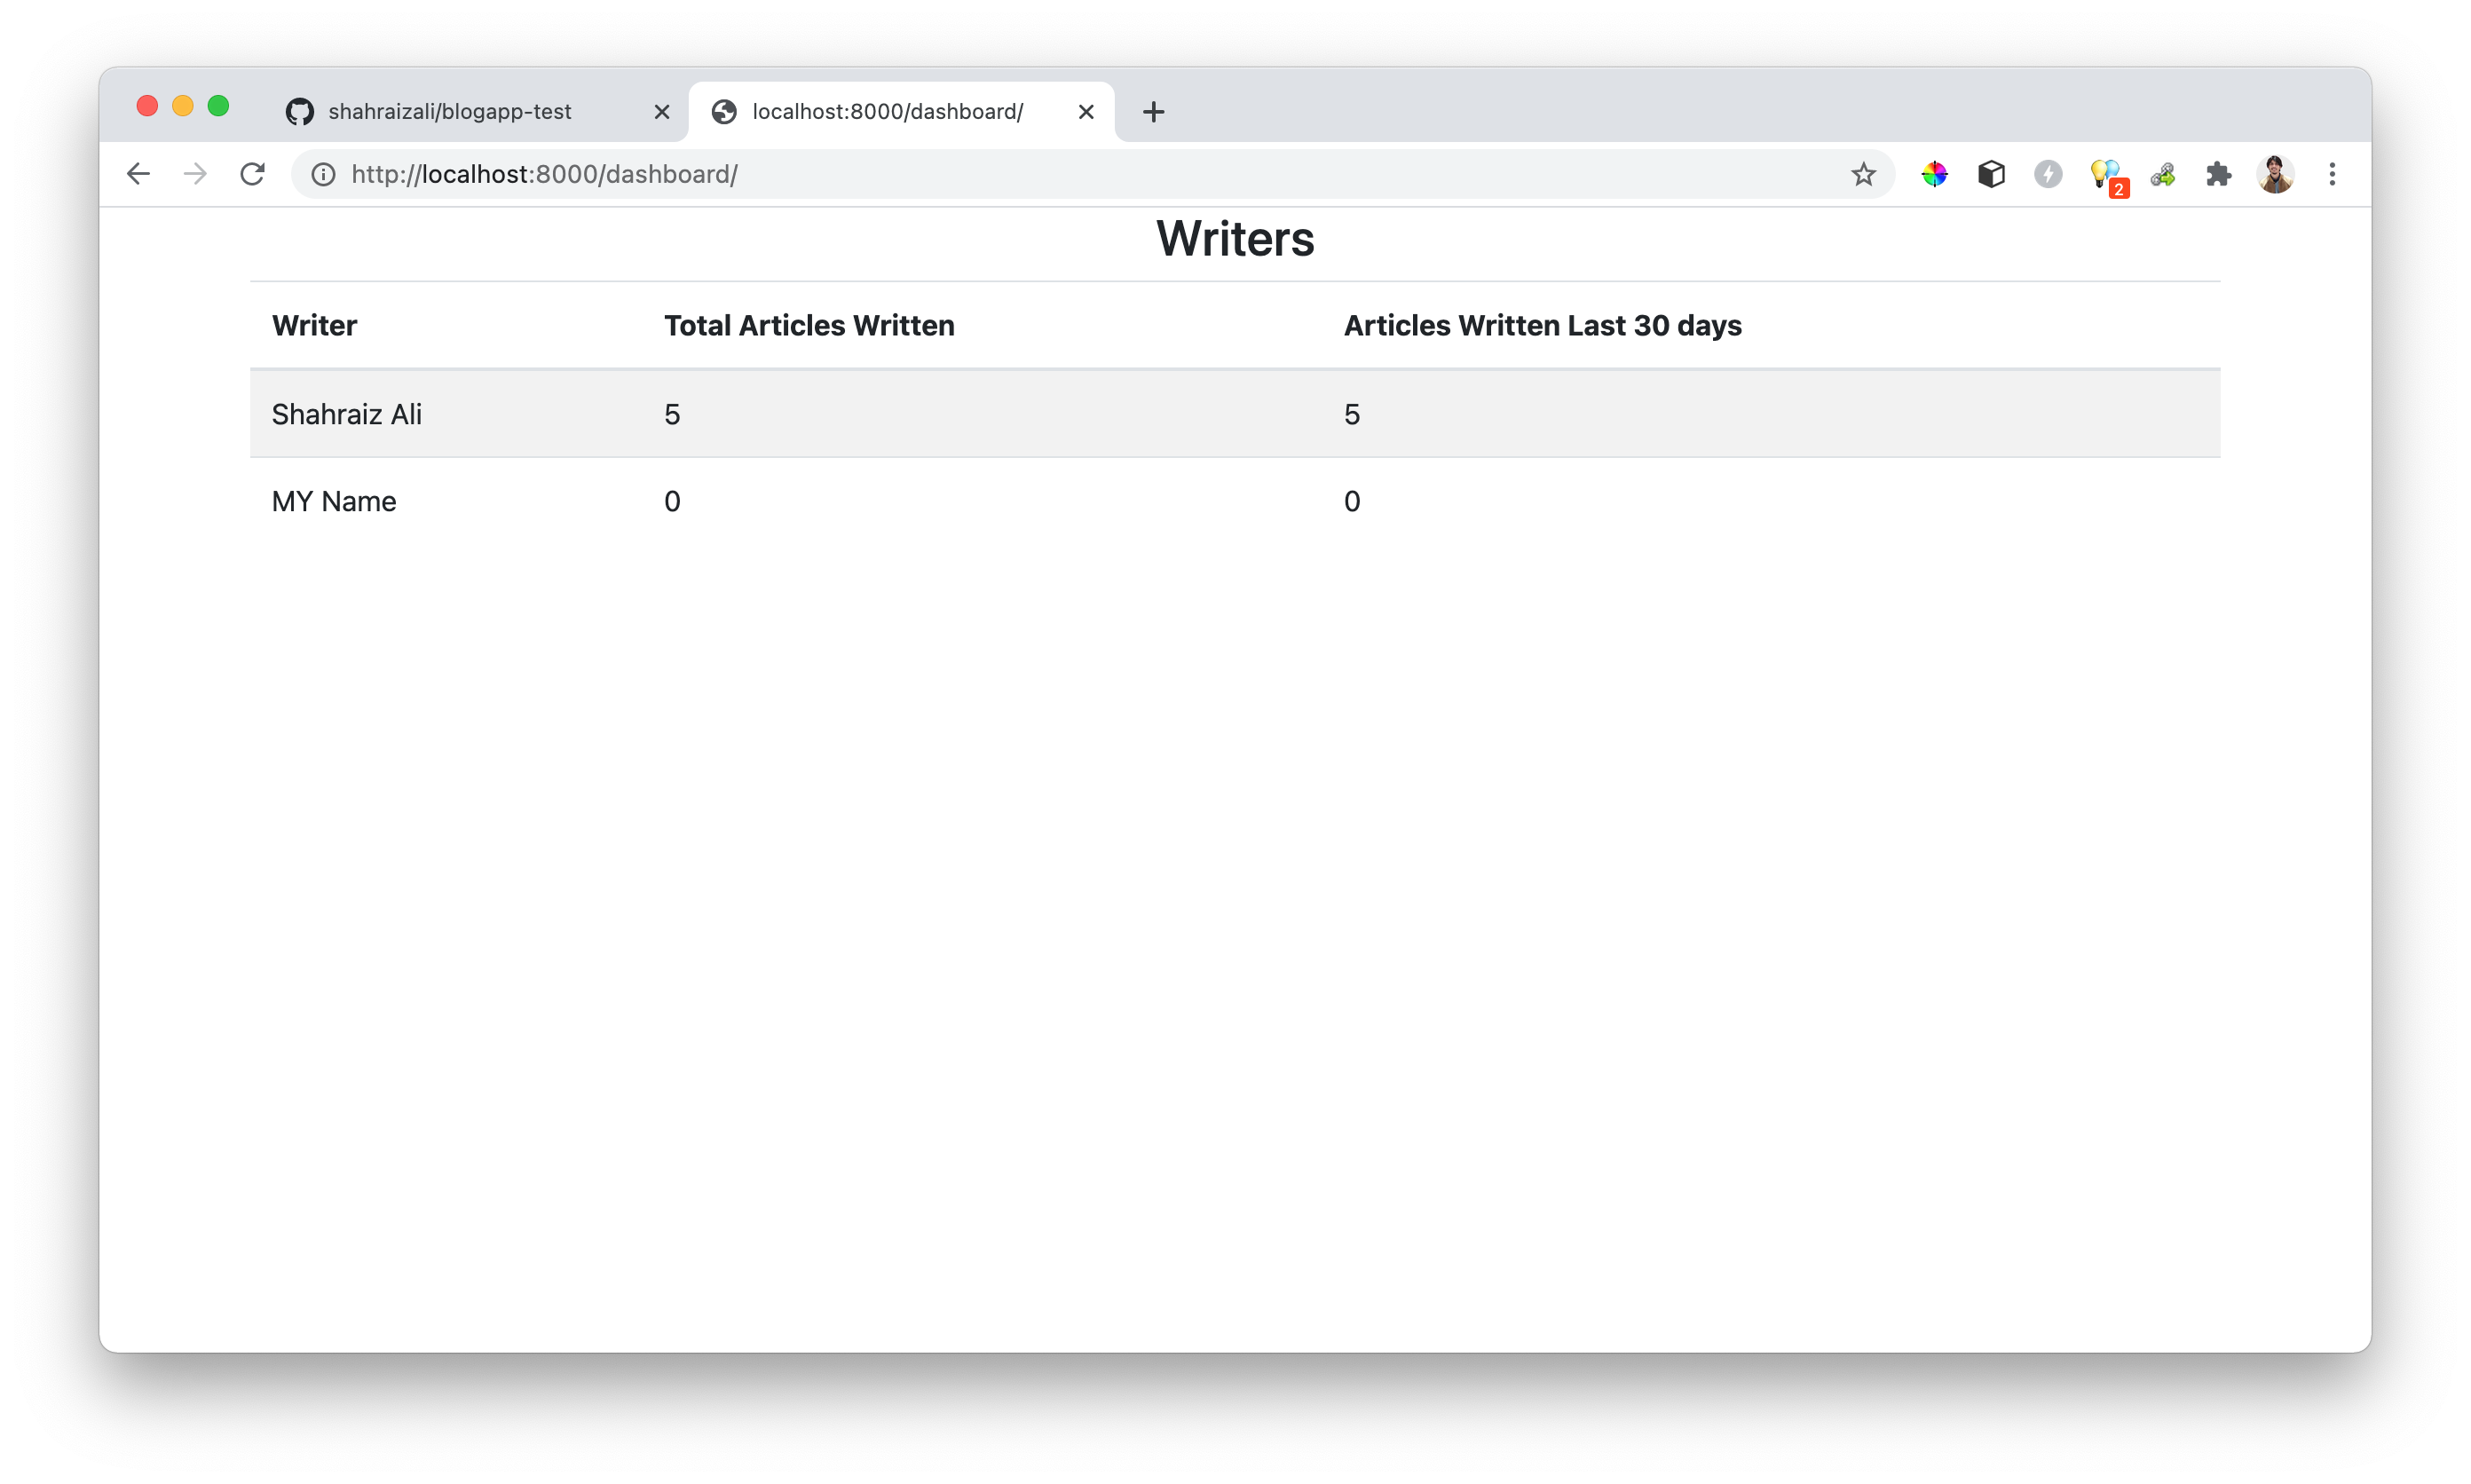 shahraizali/blogapp-test
localhost:8000/dashboard/
http://localhost:8000/dashboard/
2
Writers
Writer Total Articles Written Articles Written Last 30 days
Shahraiz Ali 5 5
MY Name 0 0